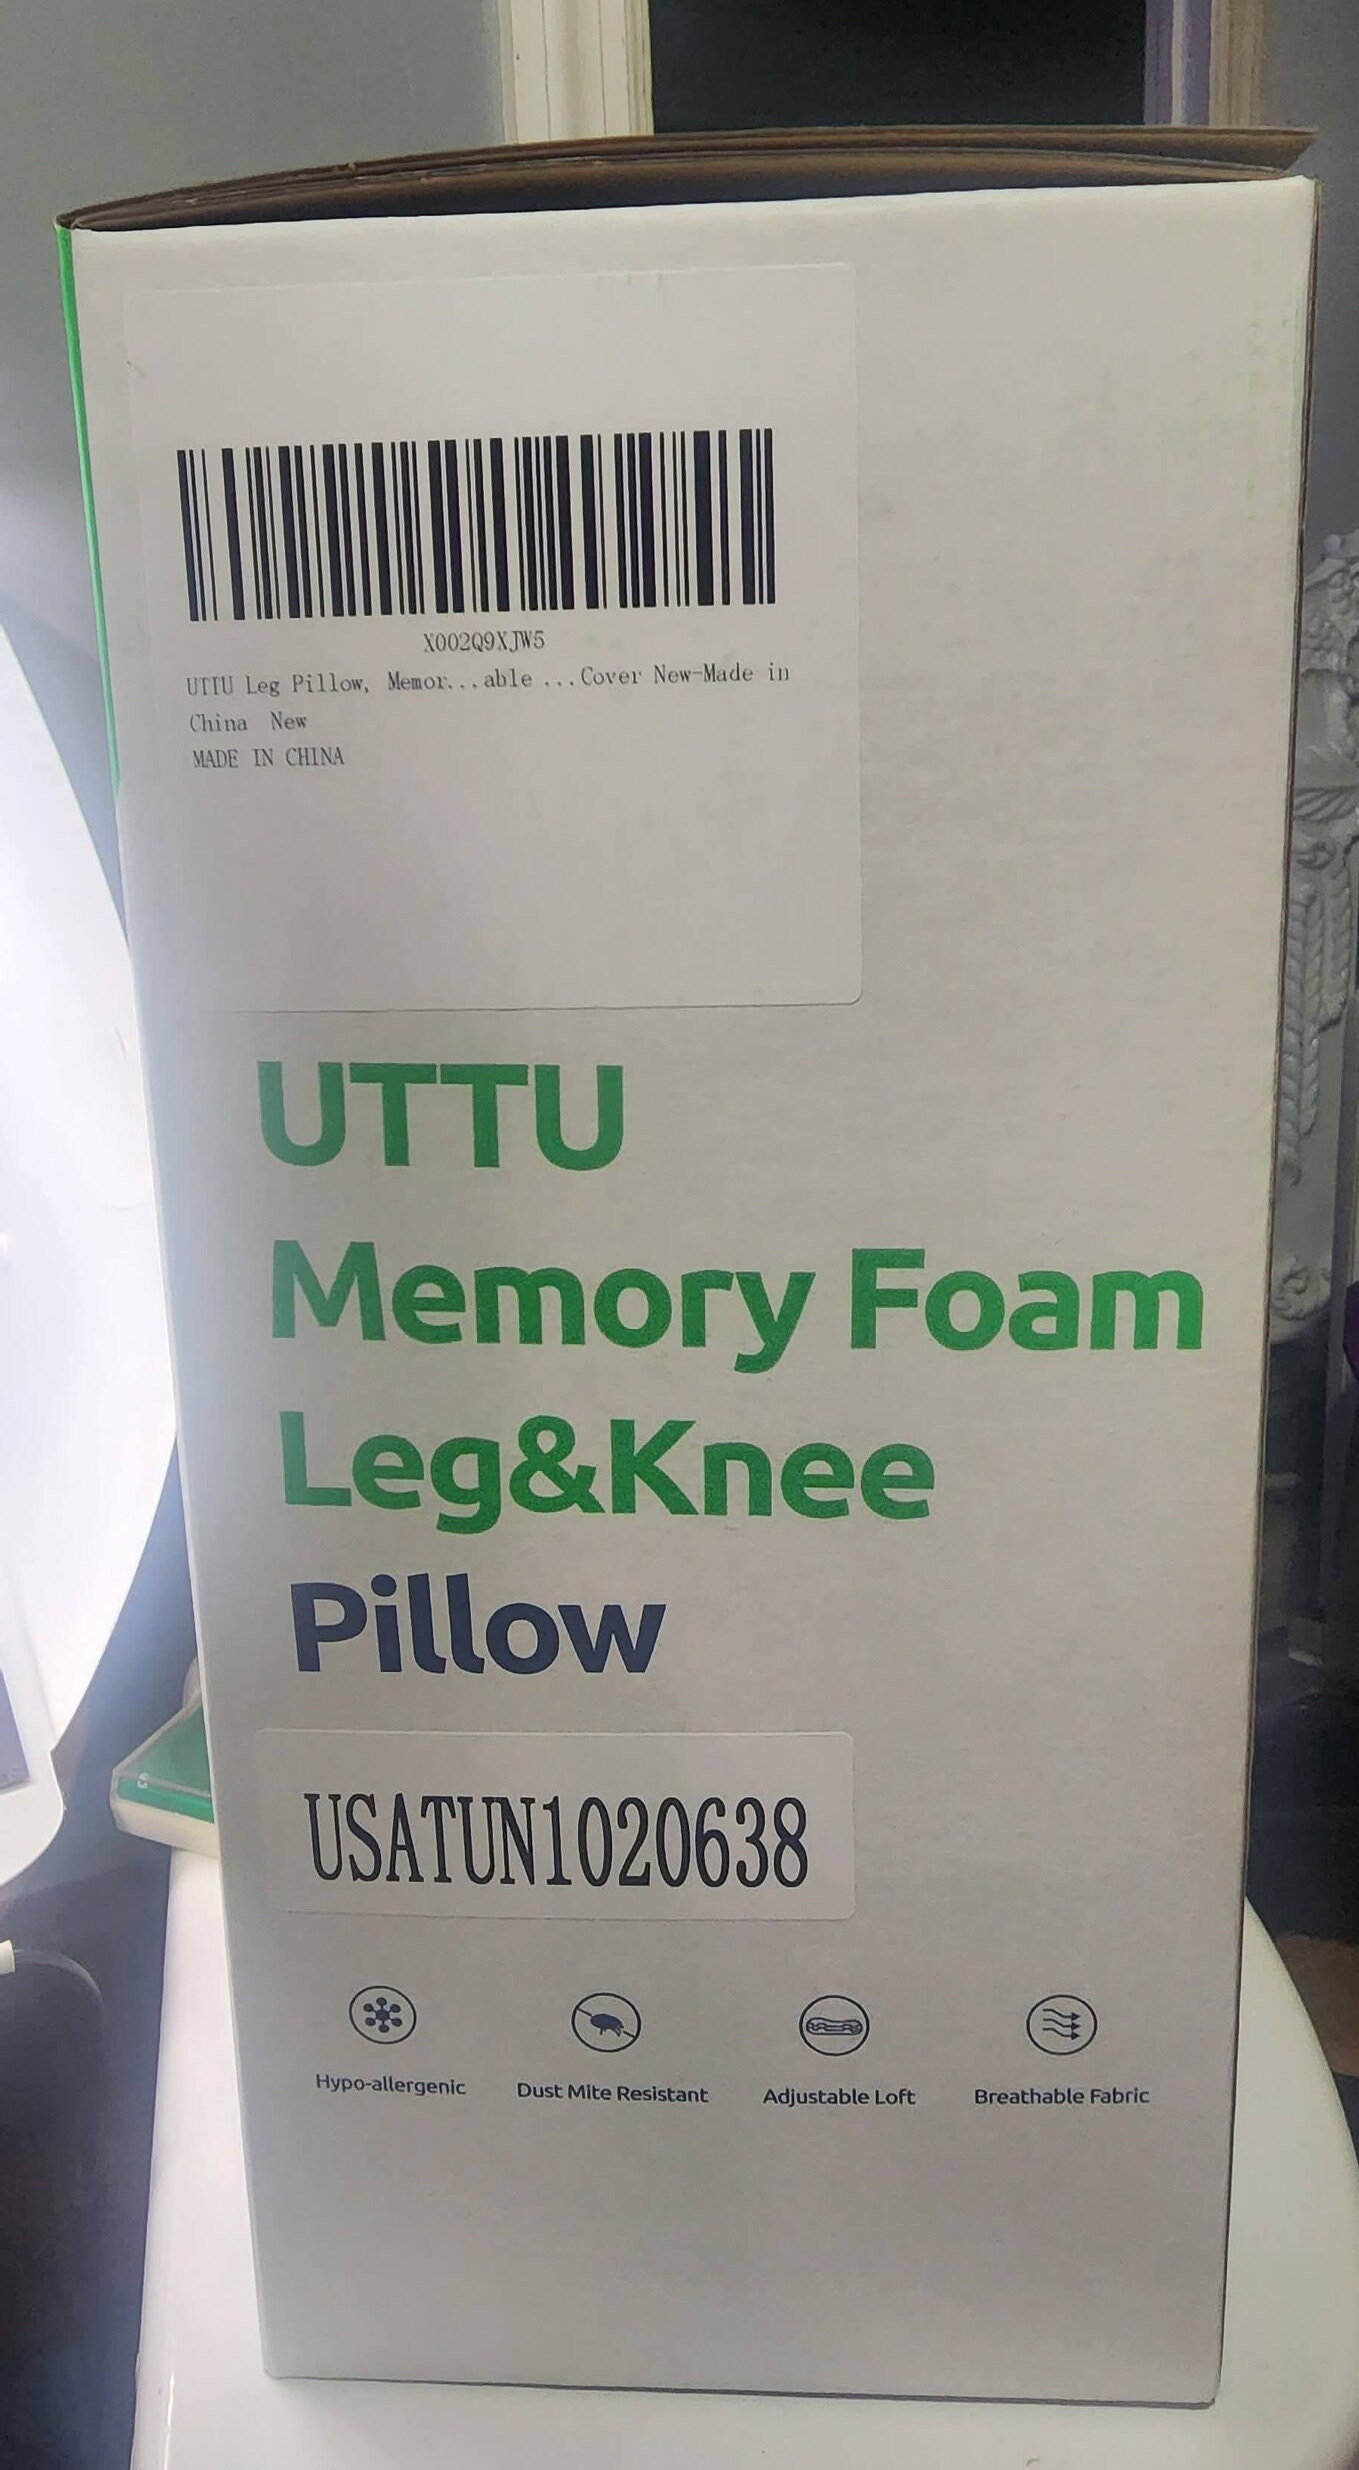 X002Q9XJW5
UTTU Leg Pillow, Memor...able ...Cover New-Made in
China New
MADE IN CHINA
UTTU
Memory Foam
Leg&Knee
Pillow
USATUN1020638
Hypo-allergenic Dust Mite Resistant Adjustable Loft Breathable Fabric